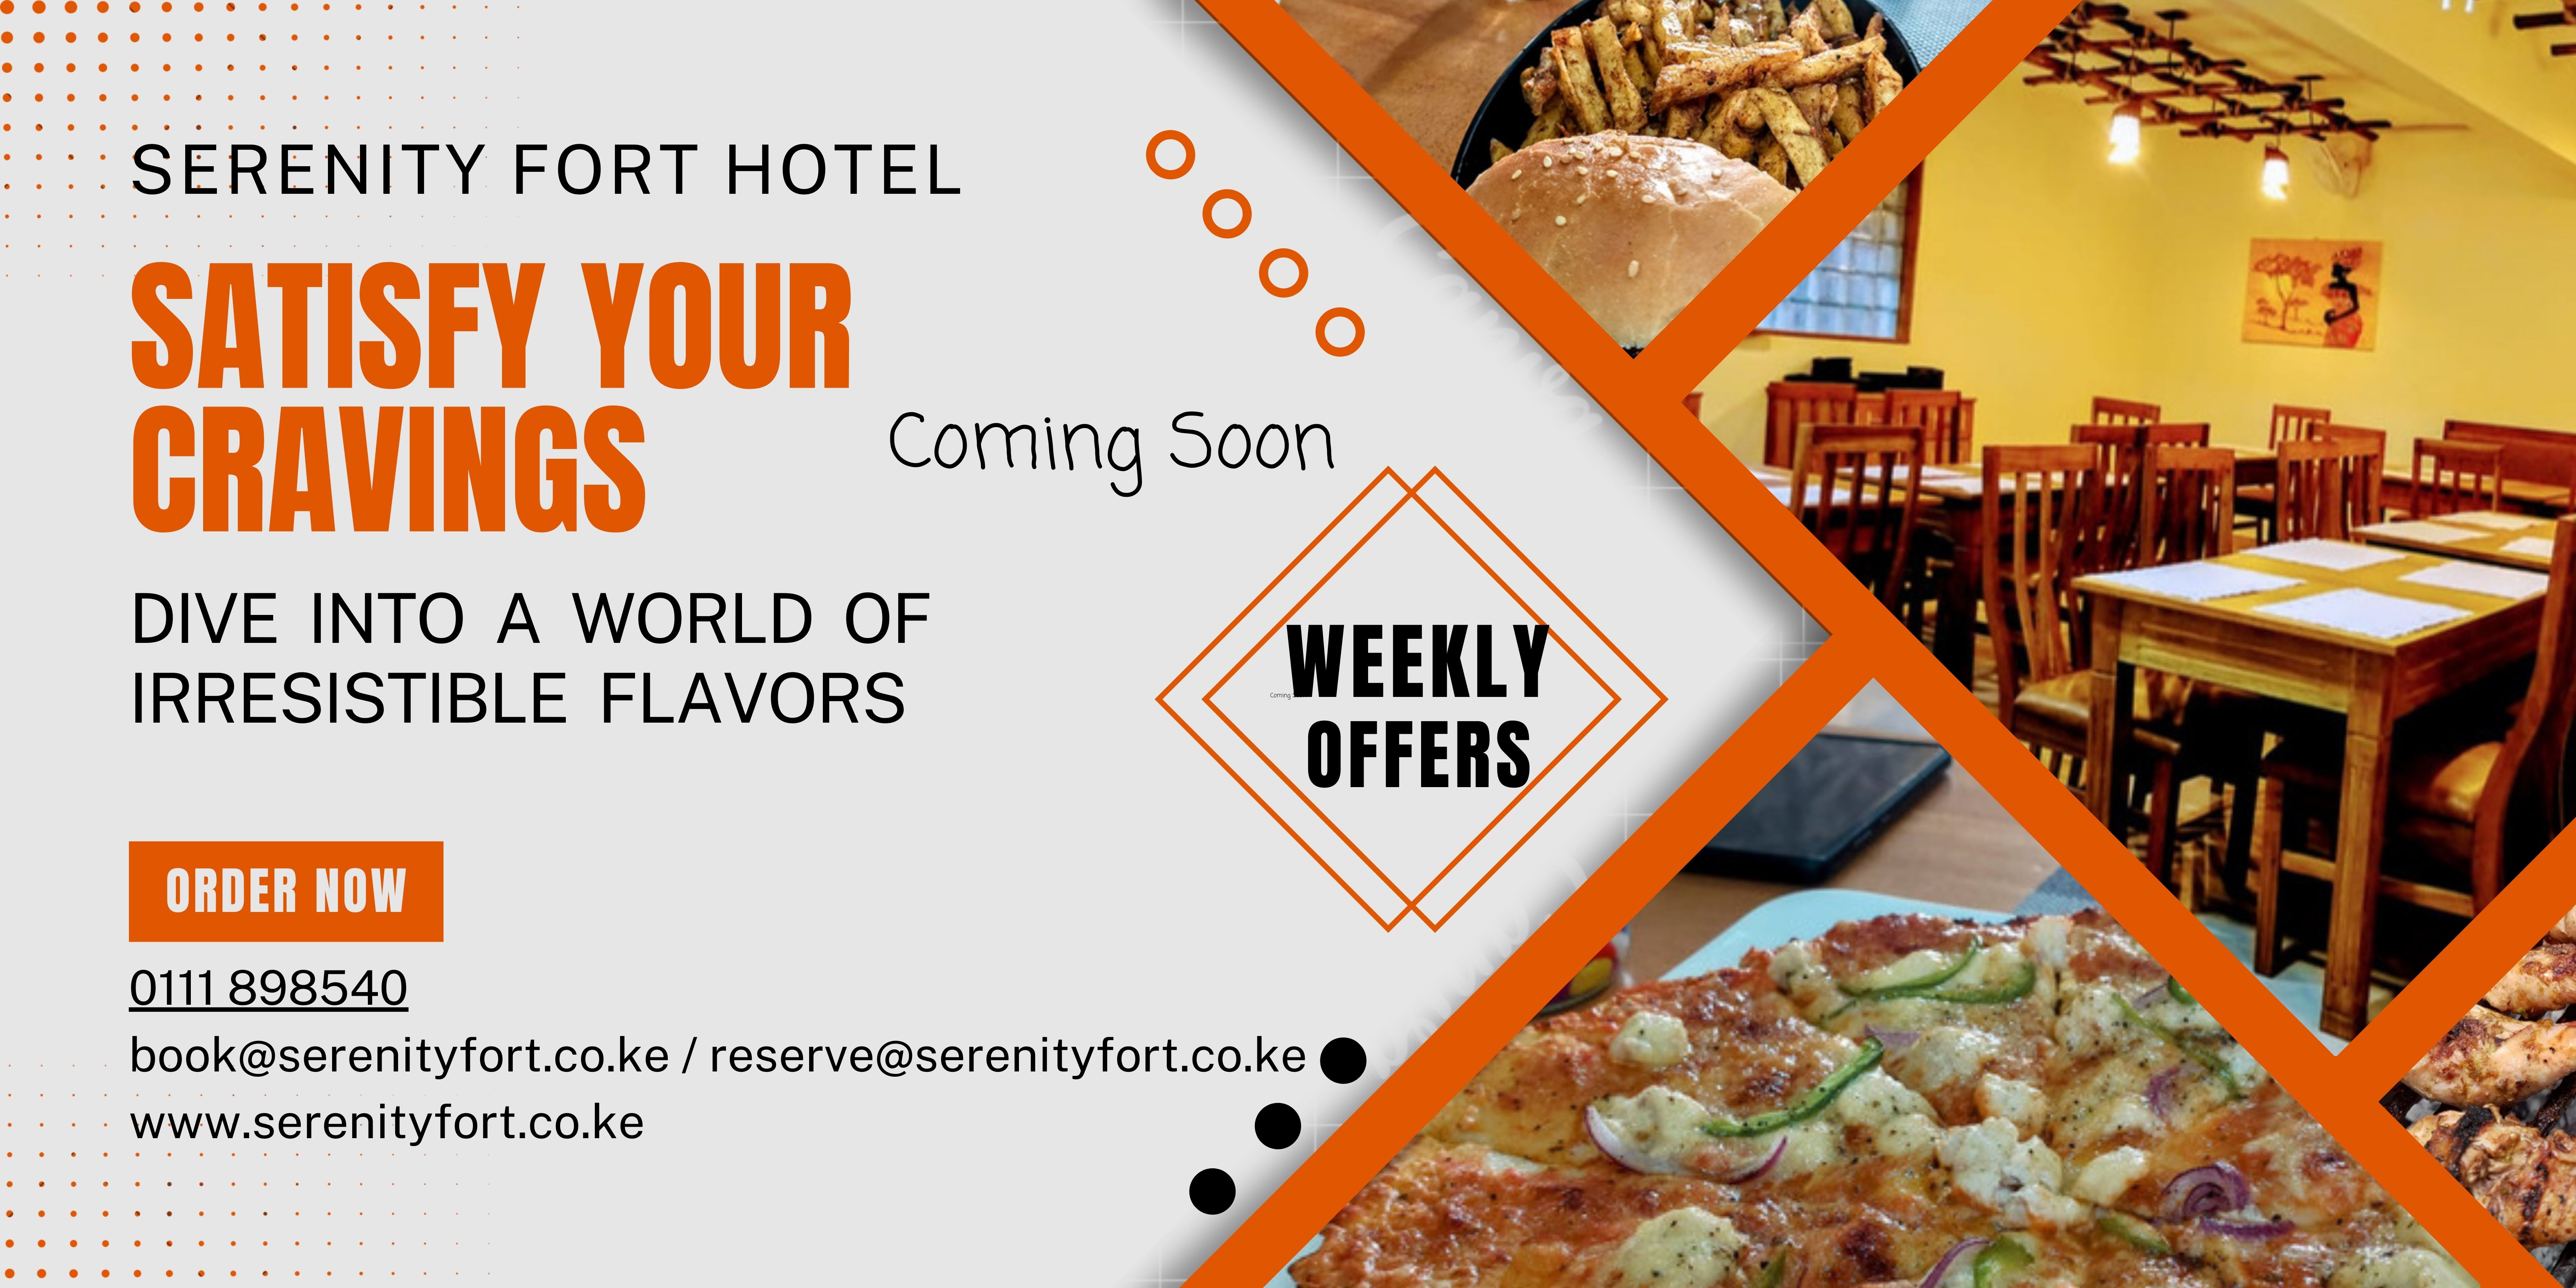 SERENITY FORT HOTEL
SATISFY YOUR
CRAVINGS
Coming Soon
DIVE INTO A WORLD OF
IRRESISTIBLE FLAVORS
WEEKLY
Coming
OFFERS
ORDER NOW
0111 898540
book@serenityfort.co.ke / reserve@serenityfort.co.ke
www.serenityfort.co.ke